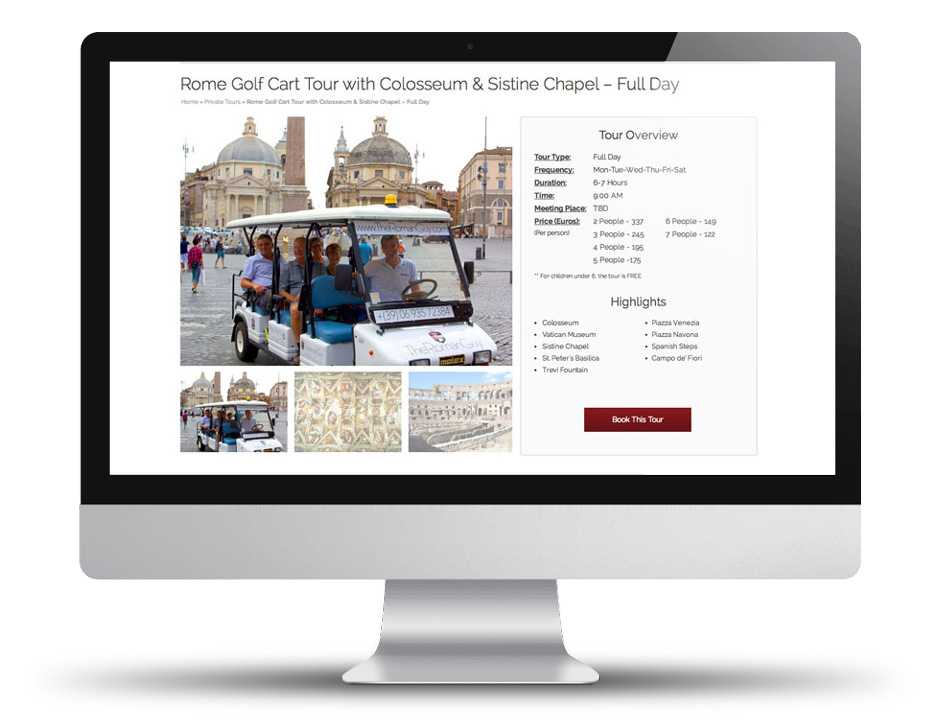 Rome Golf Cart Tour with Colosseum & Sistine Chapel – Full Day
Home » Private Tours » Rome Golf Cart Tour with Colosseum & Sistine Chapel – Full Day
www.TheRomanGuy.com
+(39) 06 935 72384
TheRomanGuy
Tour Overview
Tour Type: Full Day
Frequency: Mon-Tue-Wed-Thu-Fri-Sat
Duration: 6-7 Hours
Time: 9:00 AM
Meeting Place: TBD
Price (Euros): 2 People - 337 6 People - 149
(Per person) 3 People - 245 7 People - 122
4 People - 195
5 People -175
** For children under 6, the tour is FREE
Highlights
• Colosseum
• Vatican Museum
• Sistine Chapel
• St. Peter's Basilica
• Trevi Fountain
• Piazza Venezia
• Piazza Navona
• Spanish Steps
• Campo de' Fiori
Book This Tour